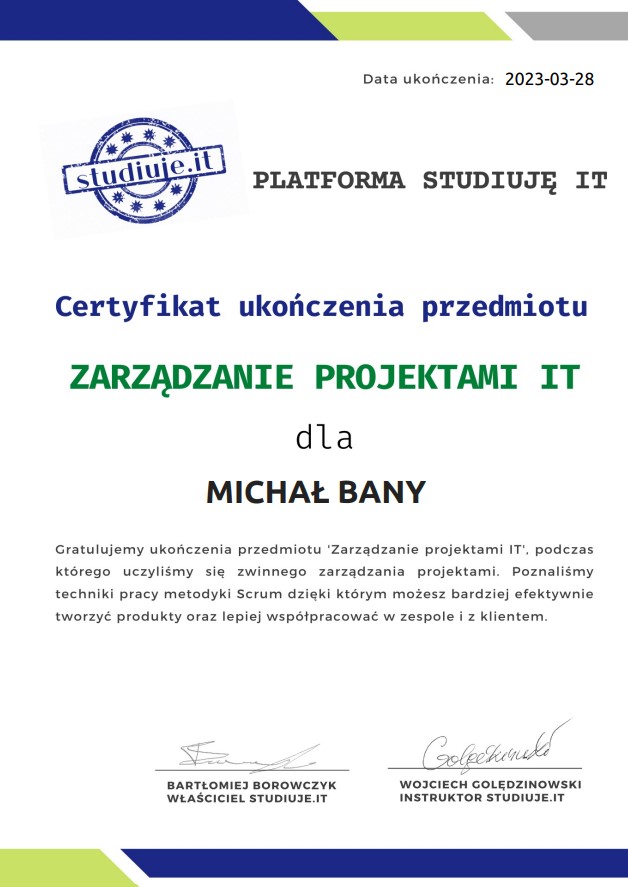 Data ukończenia: 2023-03-28
studiuje.it
PLATFORMA STUDIUJĘ IT
Certyfikat ukończenia przedmiotu
ZARZĄDZANIE PROJEKTAMI IT
dla
MICHAŁ BANY
Gratulujemy ukończenia przedmiotu 'Zarządzanie projektami IT', podczas
którego uczyliśmy się zwinnego zarządzania projektami. Poznaliśmy
techniki pracy metodyki Scrum dzięki którym możesz bardziej efektywnie
tworzyć produkty oraz lepiej współpracować w zespole i z klientem.
BARTŁOMIEJ BOROWCZYK
WŁAŚCICIEL STUDIUJE.IT
Golędzinowski
WOJCIECH GOLĘDZINOWSKI
INSTRUKTOR STUDIUJE.IT